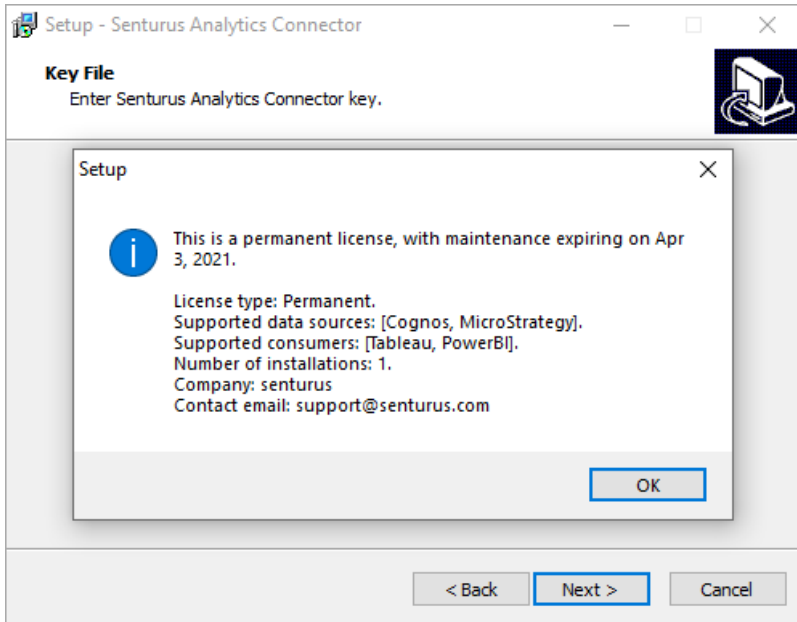 Setup - Senturus Analytics Connector
Key File
Enter Senturus Analytics Connector key.
Setup
This is a permanent license, with maintenance expiring on Apr
3, 2021.
License type: Permanent.
Supported data sources: [Cognos, MicroStrategy].
Supported consumers: [Tableau, PowerBI].
Number of installations: 1.
Company: senturus
Contact email: support@senturus.com
OK
< Back
Next >
Cancel